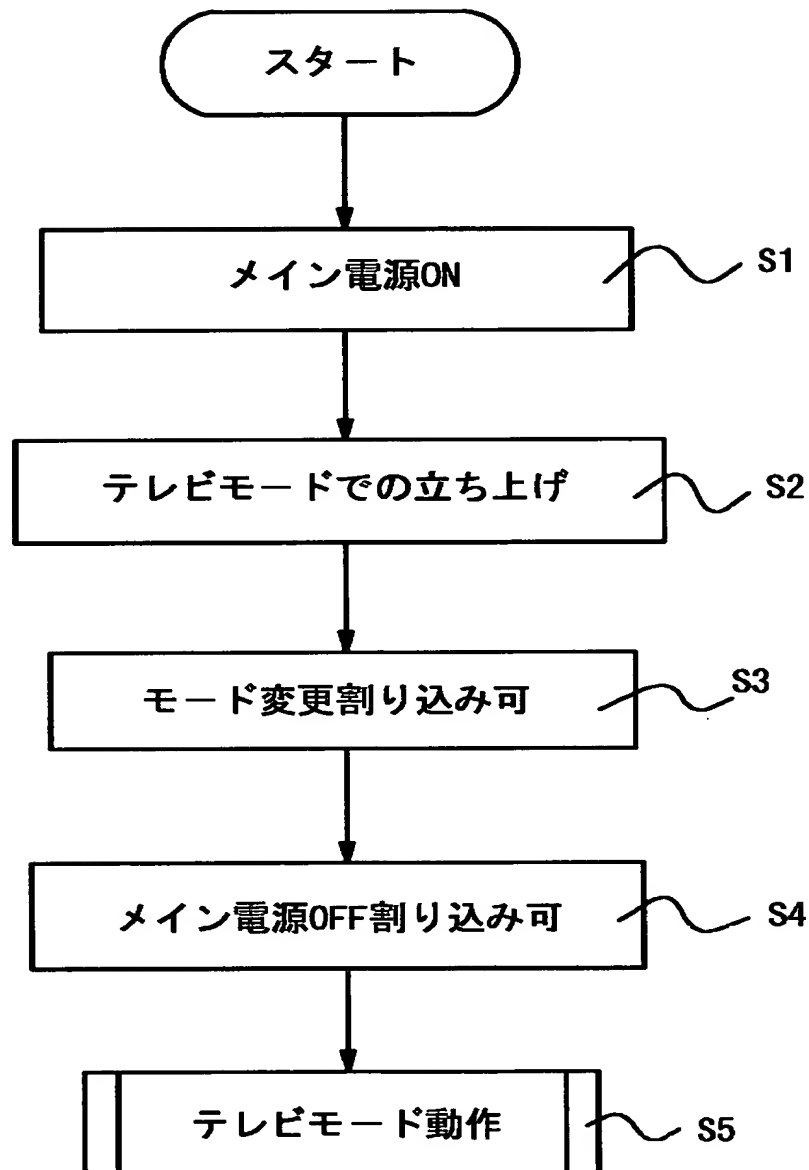 スタート
メイン電源ON
S1
テレビモードでの立ち上げ
S2
モード変更割り込み可
S3
メイン電源OFF割り込み可
S4
テレビモード動作
S5